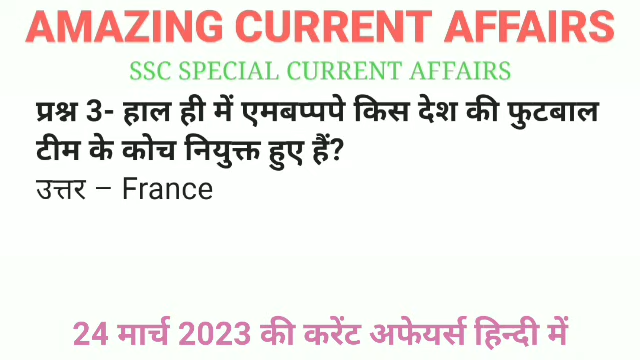 AMAZING CURRENT AFFAIRS
SSC SPECIAL CURRENT AFFAIRS
प्रश्न 3- हाल ही में एमबप्पपे किस देश की फुटबाल
टीम के कोच नियुक्त हुए हैं?
उत्तर – France
24 मार्च 2023 की करेंट अफेयर्स हिन्दी में